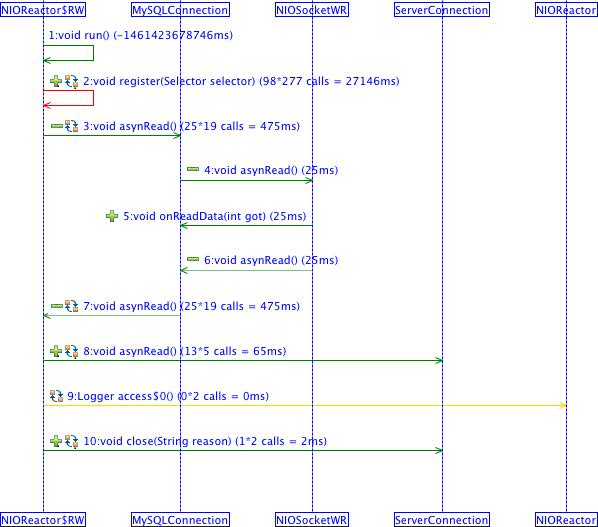 NIOReactor$RW MySQLConnection NIOSocketWR ServerConnection NIOReactor
1:void run() (-1461423678746ms)
2:void register(Selector selector) (98*277 calls = 27146ms)
3:void asynRead() (25*19 calls = 475ms)
4:void asynRead() (25ms)
5:void onReadData(int got) (25ms)
6:void asynRead() (25ms)
7:void asynRead() (25*19 calls = 475ms)
8:void asynRead() (13*5 calls = 65ms)
9:Logger access$0() (0*2 calls = 0ms)
10:void close(String reason) (1*2 calls = 2ms)
NIOReactor$RW MySQLConnection NIOSocketWR ServerConnection NIOReactor